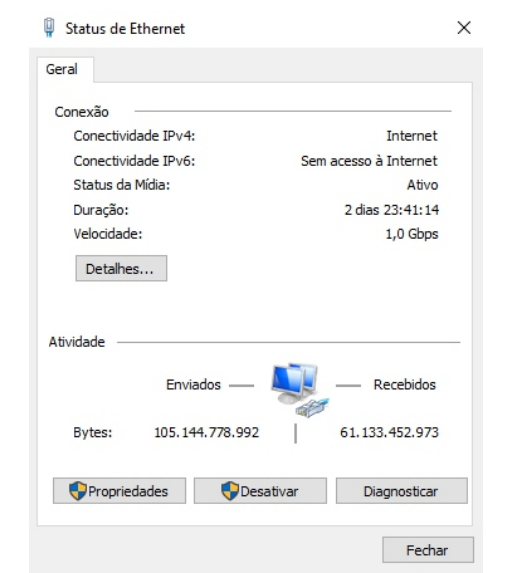 Status de Ethernet
Geral
Conexão
Conectividade IPv4: Internet
Conectividade IPv6: Sem acesso à Internet
Status da Mídia: Ativo
Duração: 2 dias 23:41:14
Velocidade: 1,0 Gbps
Detalhes...
Atividade
Enviados Recebidos
Bytes: 105.144.778.992 61.133.452.973
Propriedades Desativar Diagnosticar
Fechar